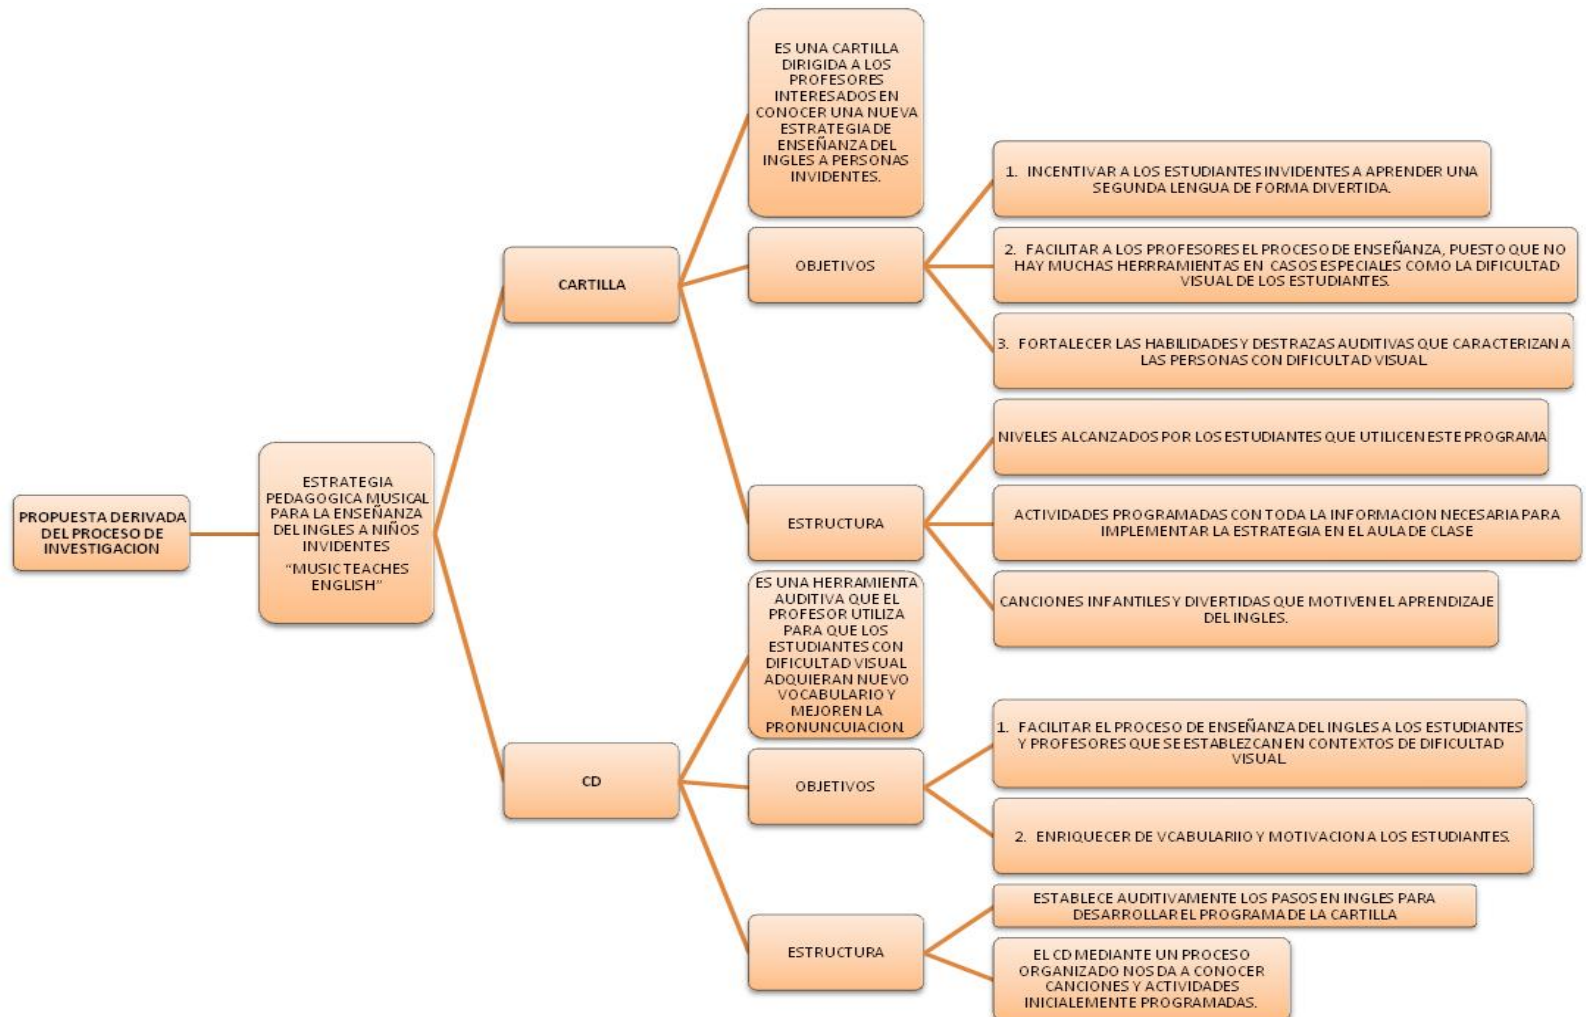 PROPUESTA DERIVADA
DEL PROCESO DE
INVESTIGACION
ESTRATEGIA
PEDAGOGICA MUSICAL
PARA LA ENSEÑANZA
DEL INGLES A NIÑOS
INVIDENTES
“MUSIC TEACHES
ENGLISH”
CARTILLA
ES UNA CARTILLA
DIRIGIDA A LOS
PROFESORES
INTERESADOS EN
CONOCER UNA NUEVA
ESTRATEGIA DE
ENSEÑANZA DEL
INGLES A PERSONAS
INVIDENTES.
OBJETIVOS
1. INCENTIVAR A LOS ESTUDIANTES INVIDENTES A APRENDER UNA
SEGUNDA LENGUA DE FORMA DIVERTIDA.
2. FACILITAR A LOS PROFESORES EL PROCESO DE ENSEÑANZA, PUESTO QUE NO
HAY MUCHAS HERRRAMIENTAS EN CASOS ESPECIALES COMO LA DIFICULTAD
VISUAL DE LOS ESTUDIANTES.
3. FORTALECER LAS HABILIDADES Y DESTRAZAS AUDITIVAS QUE CARACTERIZAN A
LAS PERSONAS CON DIFICULTAD VISUAL.
ESTRUCTURA
NIVELES ALCANZADOS POR LOS ESTUDIANTES QUE UTILICEN ESTE PROGRAMA
ACTIVIDADES PROGRAMADAS CON TODA LA INFORMACION NECESARIA PARA
IMPLEMENTAR LA ESTRATEGIA EN EL AULA DE CLASE
CANCIONES INFANTILES Y DIVERTIDAS QUE MOTIVEN EL APRENDIZAJE
DEL INGLES.
CD
ES UNA HERRAMIENTA
AUDITIVA QUE EL
PROFESOR UTILIZA
PARA QUE LOS
ESTUDIANTES CON
DIFICULTAD VISUAL
ADQUIERAN NUEVO
VOCABULARIO Y
MEJOREN LA
PRONUNCUIACION.
OBJETIVOS
1. FACILITAR EL PROCESO DE ENSEÑANZA DEL INGLES A LOS ESTUDIANTES
Y PROFESORES QUE SE ESTABLEZCAN EN CONTEXTOS DE DIFICULTAD
VISUAL.
2. ENRIQUECER DE VCABULARIIO Y MOTIVACION A LOS ESTUDIANTES.
ESTRUCTURA
ESTABLECE AUDITIVAMENTE LOS PASOS EN INGLES PARA
DESARROLLAR EL PROGRAMA DE LA CARTILLA
EL CD MEDIANTE UN PROCESO
ORGANIZADO NOS DA A CONOCER
CANCIONES Y ACTIVIDADES
INICIALEMENTE PROGRAMADAS.